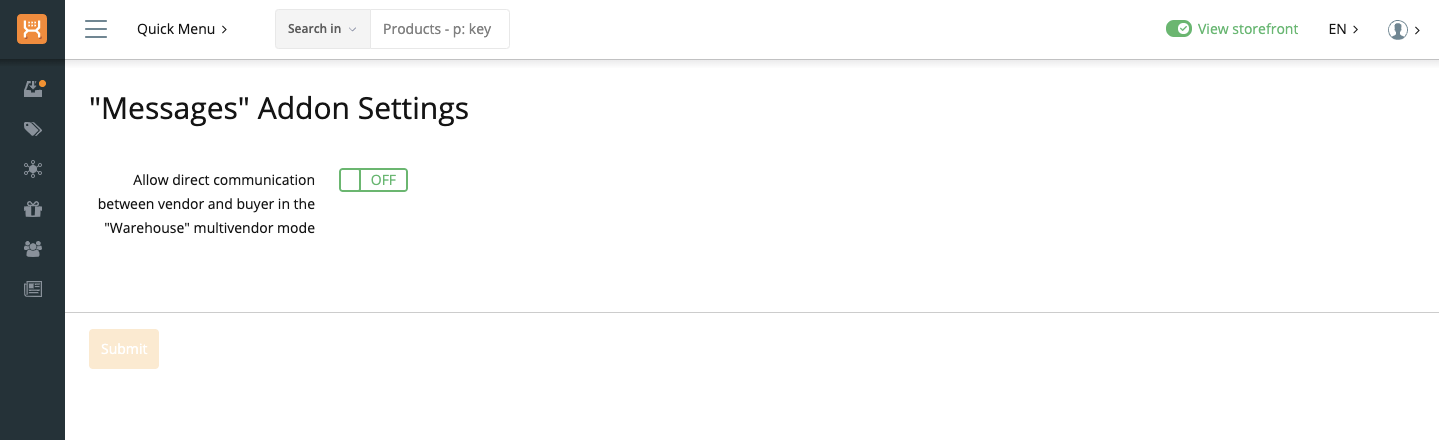 Quick Menu
Search in
Products - p: key
View storefront
EN
"Messages" Addon Settings
Allow direct communication
between vendor and buyer in the
"Warehouse" multivendor mode
OFF
Submit